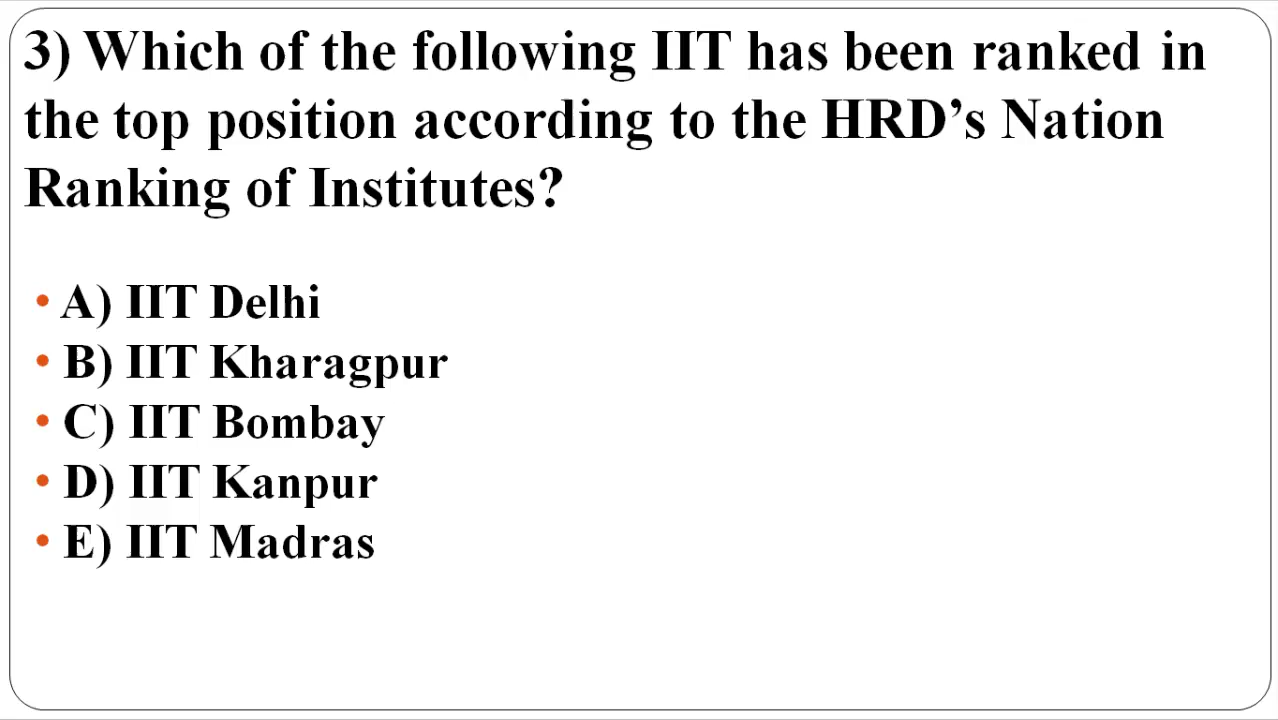 3) Which of the following IIT has been ranked in
the top position according to the HRD’s Nation
Ranking of Institutes?
• A) IIT Delhi
• B) IIT Kharagpur
• C) IIT Bombay
• D) IIT Kanpur
• E) IIT Madras